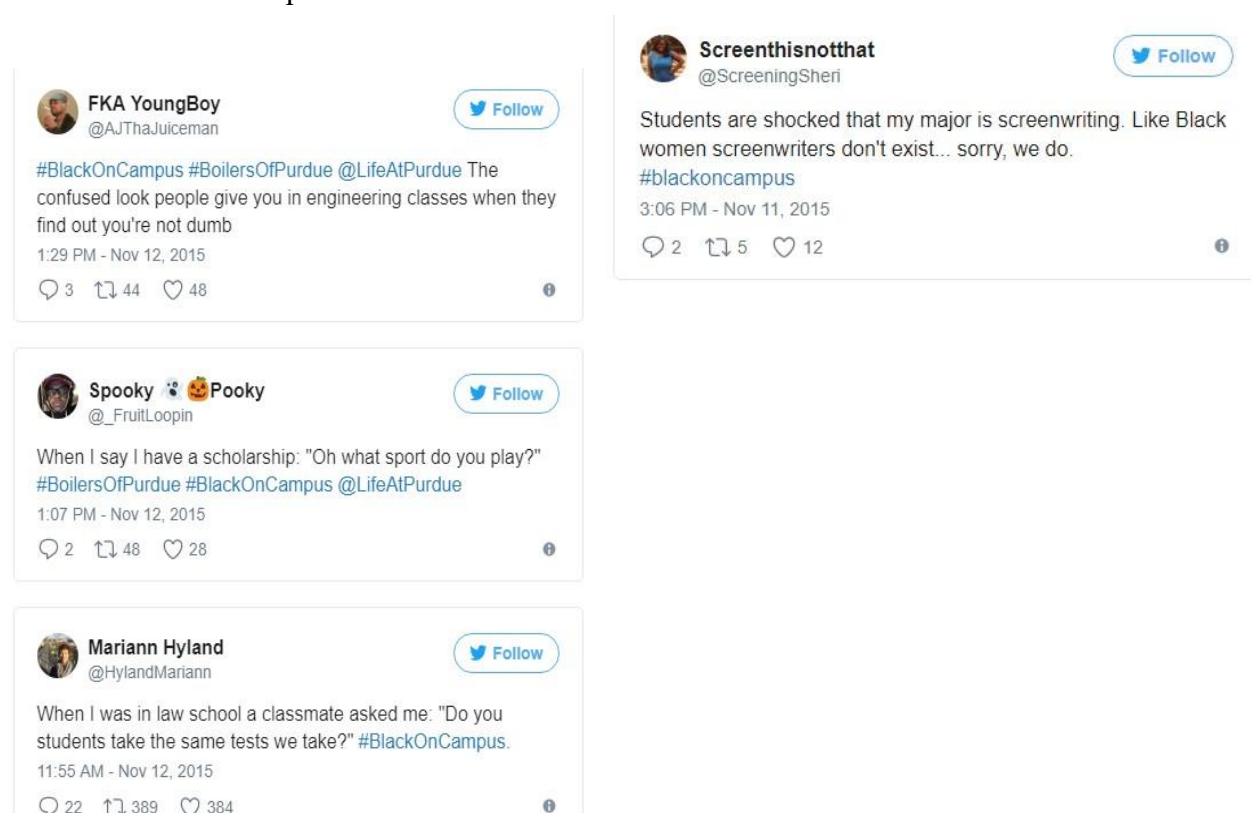 FKA YoungBoy
@AJThaJuiceman
Follow
#BlackOnCampus #BoilersOfPurdue @LifeAtPurdue The
confused look people give you in engineering classes when they
find out you're not dumb
1:29 PM - Nov 12, 2015
3 44 48
Spooky 👻 🎃Pooky
@_FruitLoopin
Follow
When I say I have a scholarship: "Oh what sport do you play?"
#BoilersOfPurdue #BlackOnCampus @LifeAtPurdue
1:07 PM - Nov 12, 2015
2 48 28
Mariann Hyland
@HylandMariann
Follow
When I was in law school a classmate asked me: "Do you
students take the same tests we take?" #BlackOnCampus.
11:55 AM - Nov 12, 2015
22 389 384
Screenthisnotthat
@ScreeningSheri
Follow
Students are shocked that my major is screenwriting. Like Black
women screenwriters don't exist... sorry, we do.
#blackoncampus
3:06 PM - Nov 11, 2015
2 5 12